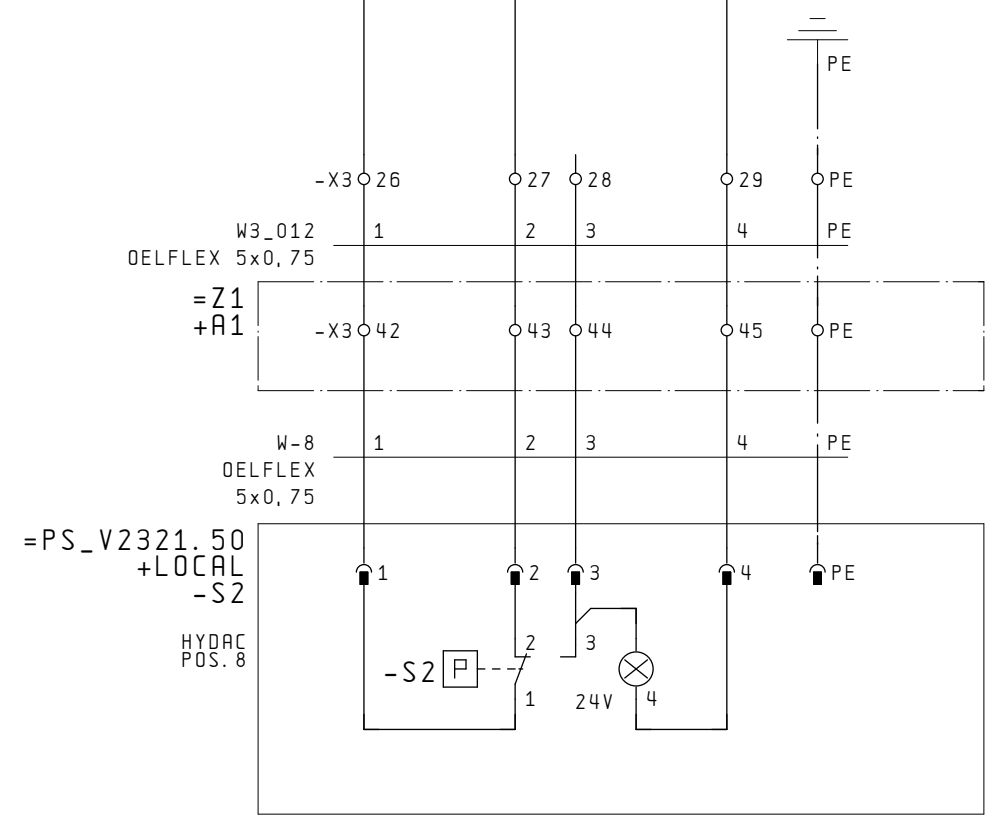 PE
-X3 26 27 28 29 PE
W3_012 1 2 3 4 PE
OELFLEX 5x0,75
=Z1
+A1
-X3 42 43 44 45 PE
W-8 1 2 3 4 PE
OELFLEX
5x0,75
=PS_V2321.50
+LOCAL
-S2
1 2 3 4 PE
HYDAC
POS.8
2 3
-S2 P
1 24V 4